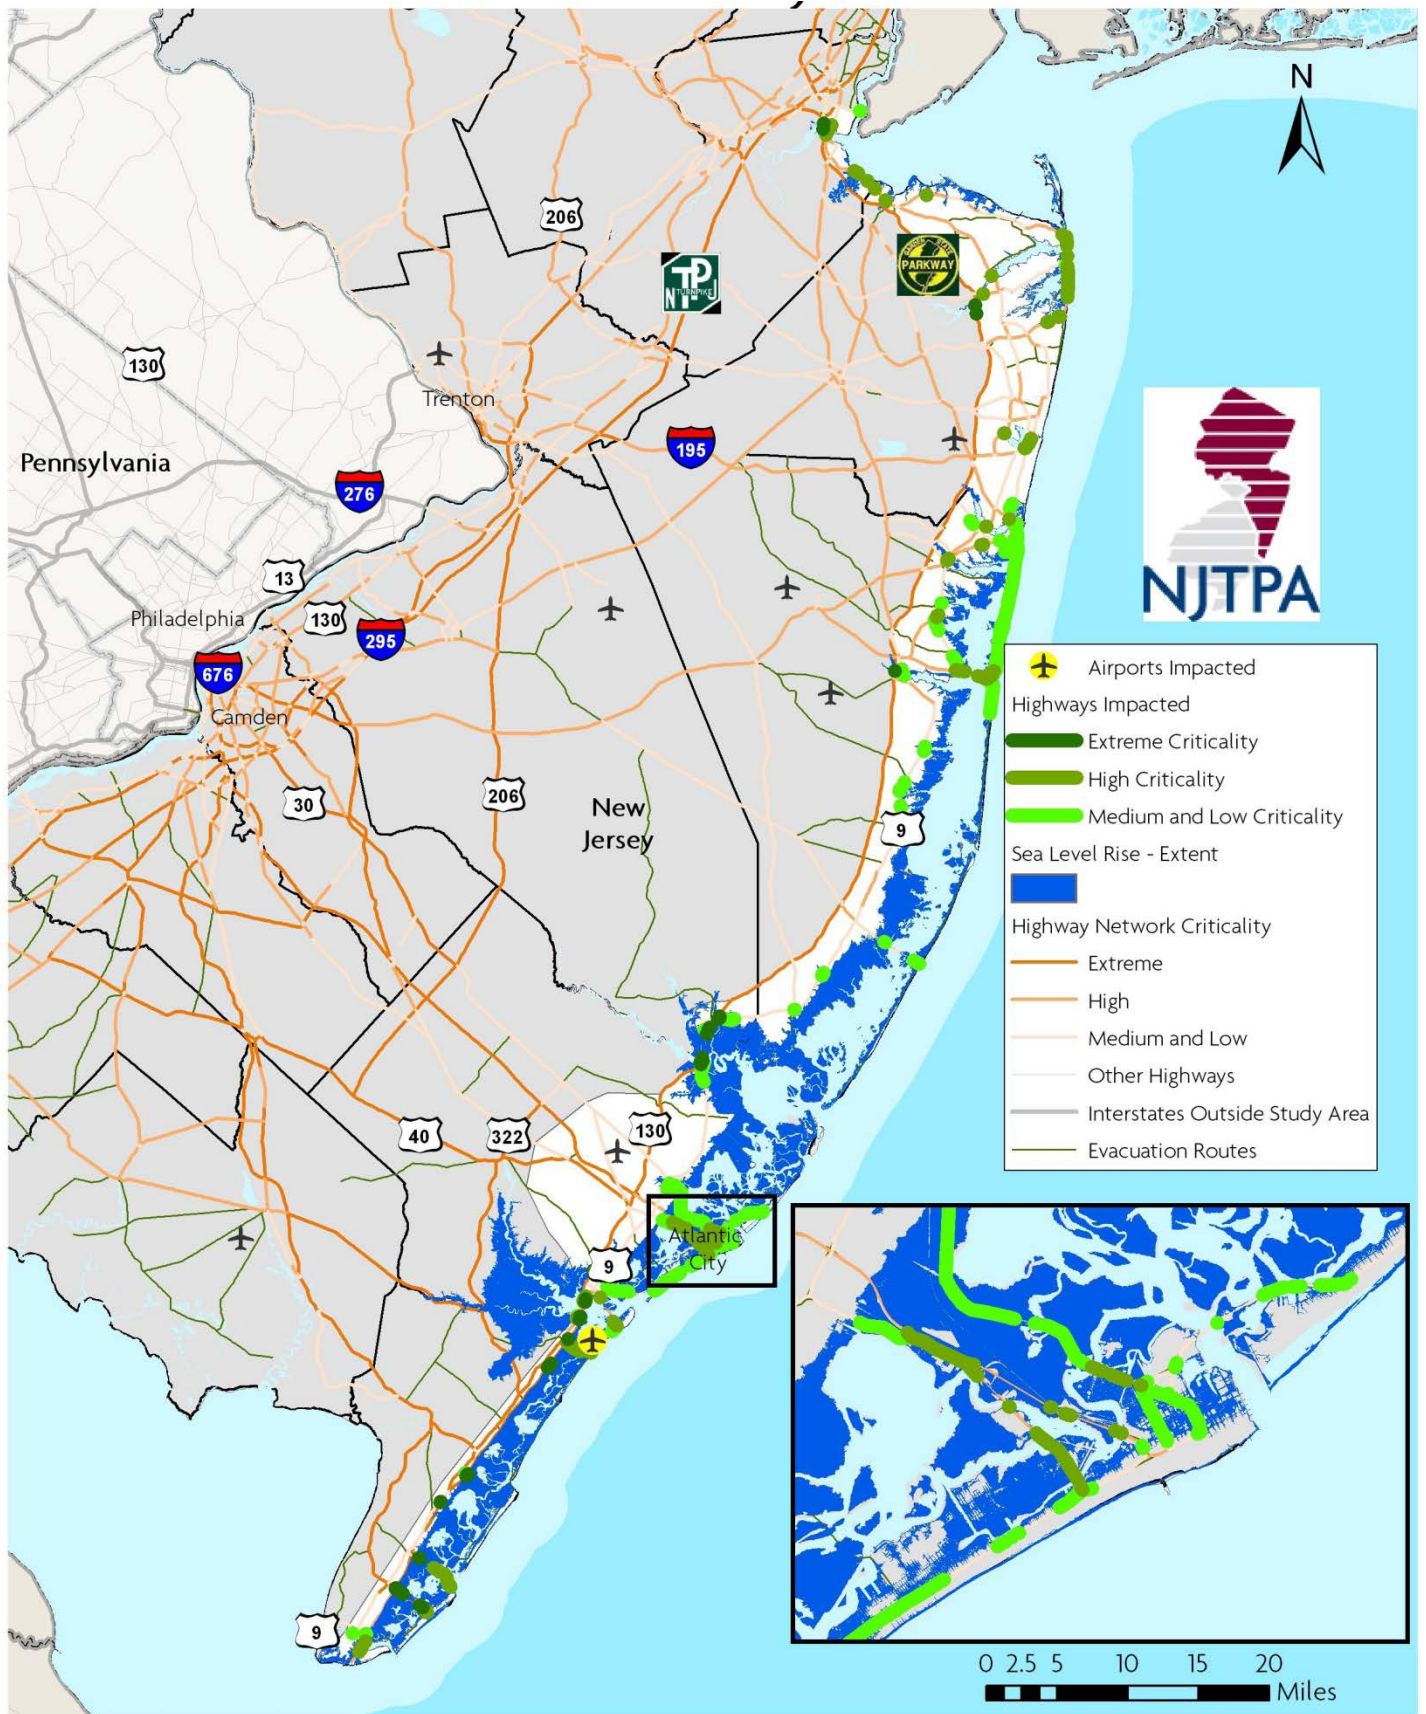 N
206
GARDEN STATE
PARKWAY
NTPJ
TURNPIKE
130
Trenton
195
Pennsylvania
276
NJTPA
13
Philadelphia
130
295
676
Camden
30
206
New
Jersey
9
Airports Impacted
Highways Impacted
Extreme Criticality
High Criticality
Medium and Low Criticality
Sea Level Rise - Extent
Highway Network Criticality
Extreme
High
Medium and Low
Other Highways
Interstates Outside Study Area
Evacuation Routes
40
322
130
Atlantic
City
9
9
0 2.5 5 10 15 20
Miles